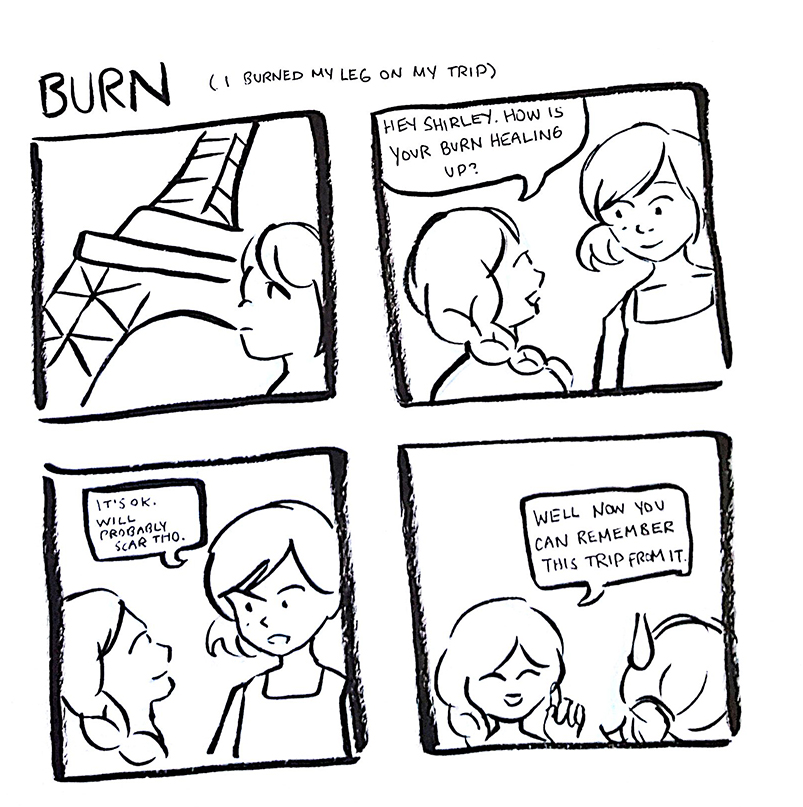 BURN (I BURNED MY LEG ON MY TRIP)
HEY SHIRLEY. HOW IS
YOUR BURN HEALING
UP?
IT'S OK.
WILL
PROBABLY
SCAR THO.
WELL NOW YOU
CAN REMEMBER
THIS TRIP FROM IT.